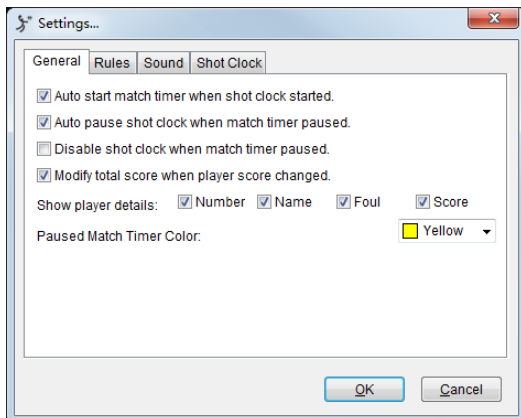 Settings...
General Rules Sound Shot Clock
Auto start match timer when shot clock started.
Auto pause shot clock when match timer paused.
Disable shot clock when match timer paused.
Modify total score when player score changed.
Show player details: Number Name Foul Score
Paused Match Timer Color: Yellow
OK Cancel